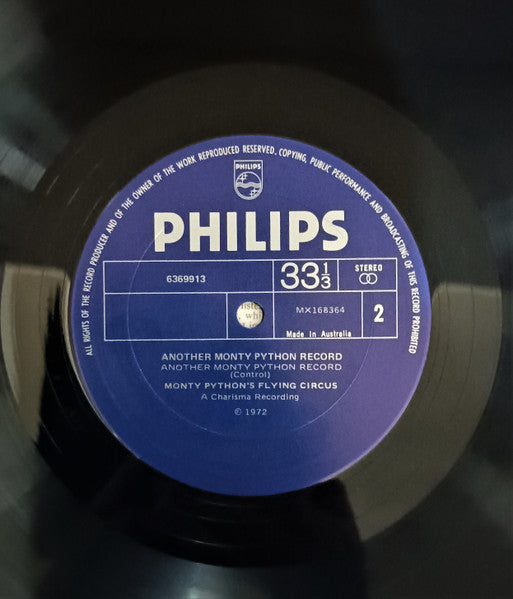 ALL RIGHTS OF THE RECORD PRODUCER AND OF THE OWNER OF THE WORK REPRODUCED RESERVED. COPYING, PUBLIC PERFORMANCE AND BROADCASTING OF THIS RECORD PROHIBITED
PHILIPS
PHILIPS
6369913
33 1/3
STEREO
MX168364
2
Made in Australia
ANOTHER MONTY PYTHON RECORD
ANOTHER MONTY PYTHON RECORD
(Control)
MONTY PYTHON'S FLYING CIRCUS
A Charisma Recording
℗ 1972